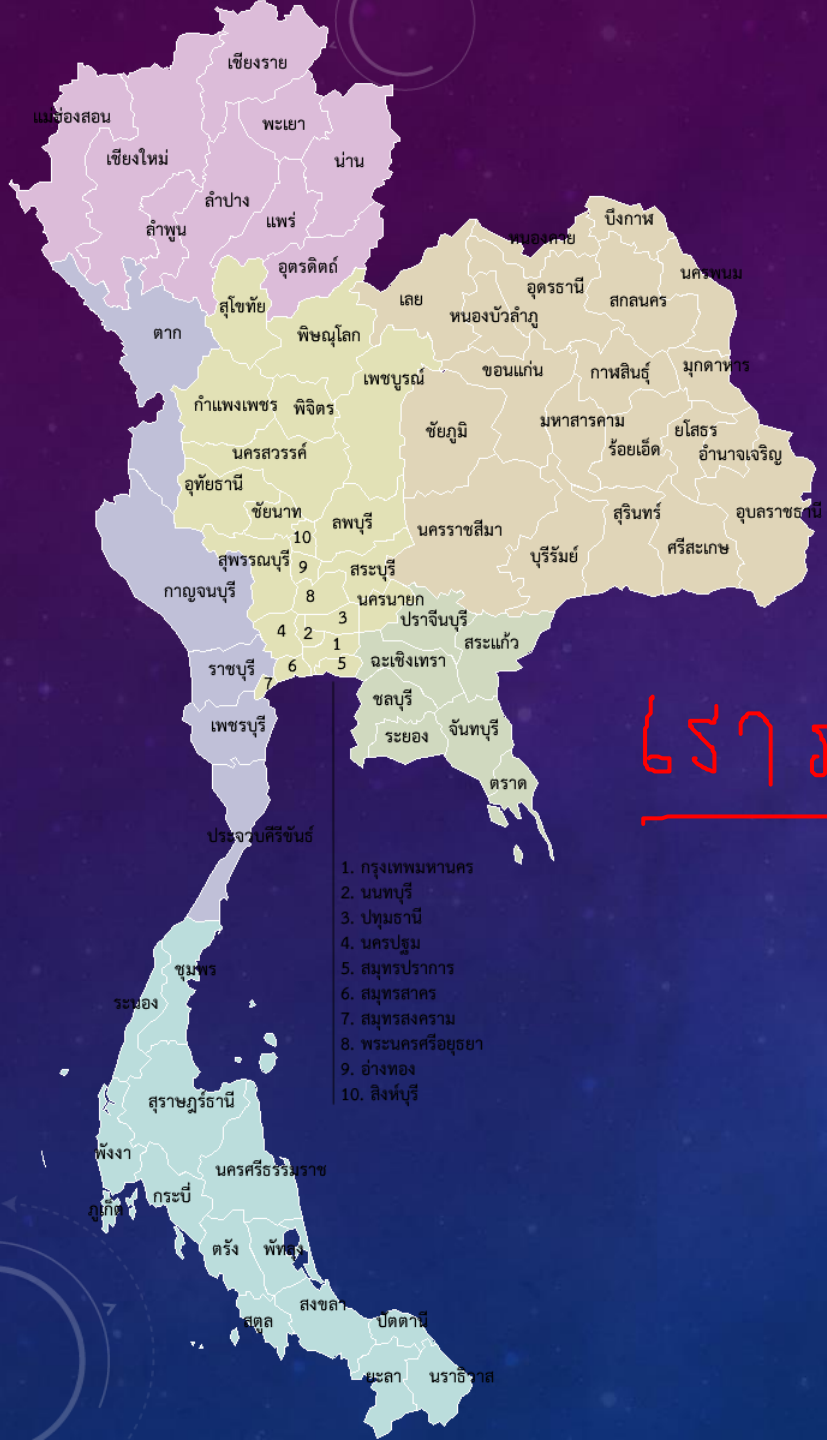 เชียงราย
แม่ฮ่องสอน
พะเยา
เชียงใหม่
น่าน
ลำปาง
แพร่
ลำพูน
อุตรดิตถ์
บึงกาฬ
หนองคาย
นครพนม
เลย
อุดรธานี
สกลนคร
สุโขทัย
หนองบัวลำภู
ตาก
พิษณุโลก
เพชบูรณ์
ขอนแก่น
กาฬสินธุ์
มุกดาหาร
กำแพงเพชร
พิจิตร
ชัยภูมิ
มหาสารคาม
ยโสธร
ร้อยเอ็ด
อำนาจเจริญ
นครสวรรค์
อุทัยธานี
ชัยนาท
ลพบุรี
นครราชสีมา
สุรินทร์
อุบลราชธานี
10
บุรีรัมย์
ศรีสะเกษ
สุพรรณบุรี
9
สระบุรี
กาญจนบุรี
8
นครนายก
3
ปราจีนบุรี
4
2
1
สระแก้ว
ราชบุรี
6
5
ฉะเชิงเทรา
7
ชลบุรี
เพชรบุรี
ระยอง
จันทบุรี
ตราด
เรา
ประจวบคีรีขันธ์
1. กรุงเทพมหานคร
2. นนทบุรี
3. ปทุมธานี
4. นครปฐม
5. สมุทรปราการ
6. สมุทรสาคร
7. สมุทรสงคราม
8. พระนครศรีอยุธยา
9. อ่างทอง
10. สิงห์บุรี
ชุมพร
ระนอง
สุราษฎร์ธานี
พังงา
นครศรีธรรมราช
กระบี่
ภูเก็ต
ตรัง
พัทลุง
สงขลา
สตูล
ปัตตานี
ยะลา
นราธิวาส